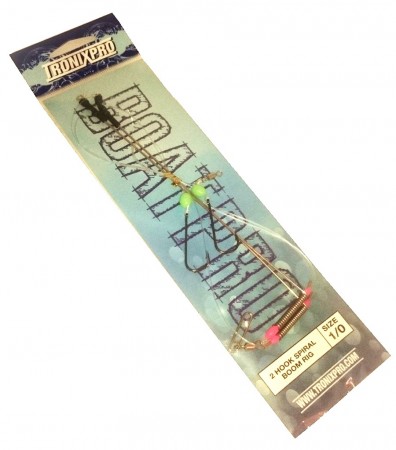 TRONIXPRO
BOAT RIG
2 HOOK SPIRAL
BOOM RIG
SIZE
1/0
WWW.TRONIXPRO.COM